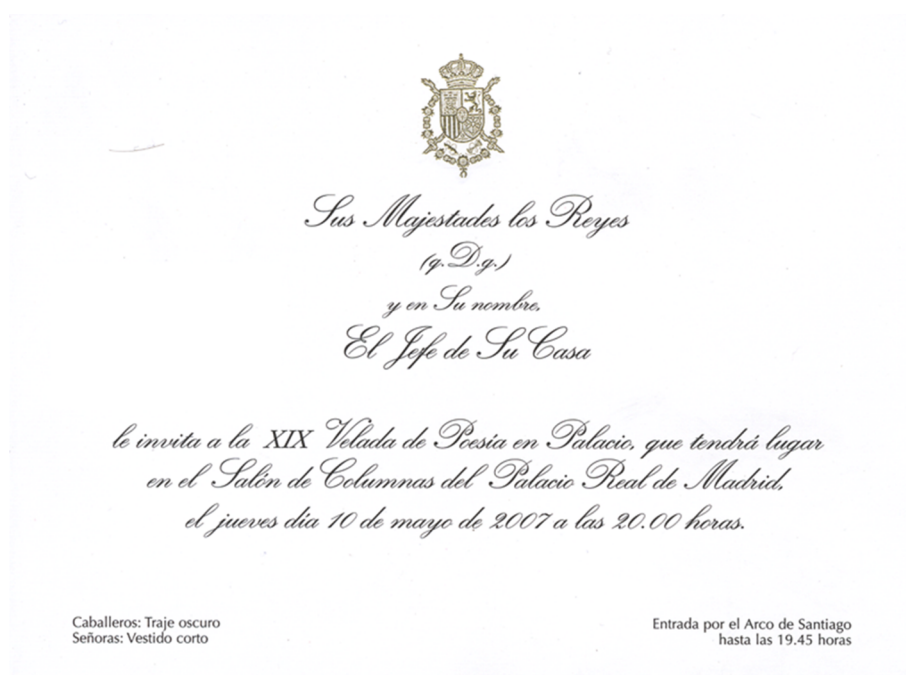 Sus Majestades los Reyes
(q.D.g.)
y en Su nombre,
El Jefe de Su Casa
le invita a la XIX Velada de Poesía en Palacio, que tendrá lugar
en el Salón de Columnas del Palacio Real de Madrid,
el jueves día 10 de mayo de 2007 a las 20.00 horas.
Caballeros: Traje oscuro
Señoras: Vestido corto
Entrada por el Arco de Santiago
hasta las 19.45 horas